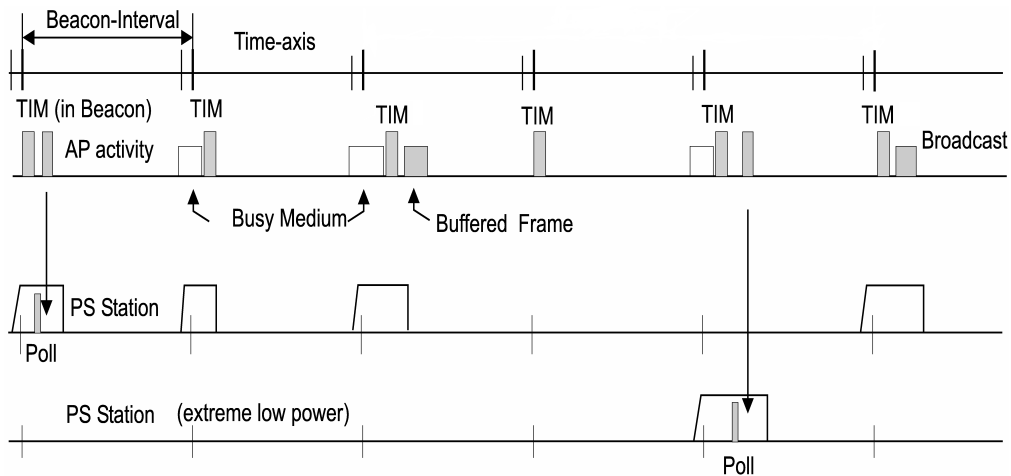 Beacon-Interval
Time-axis
TIM (in Beacon)
TIM
TIM
TIM
TIM
TIM
AP activity
Broadcast
Busy Medium
Buffered Frame
PS Station
Poll
PS Station (extreme low power)
Poll